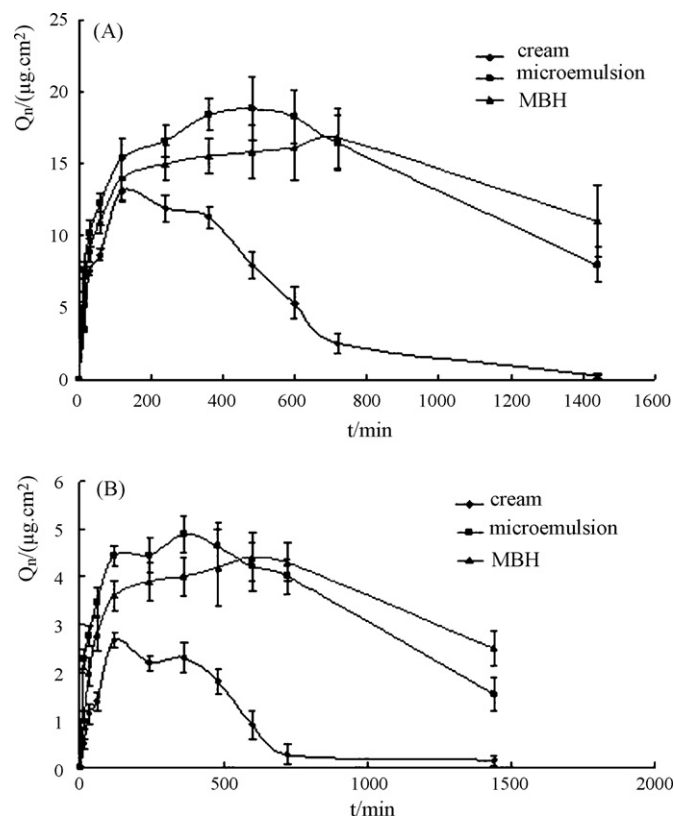 (A)
Qn/(μg.cm²)
25
20
15
10
5
0
cream
microemulsion
MBH
0 200 400 600 800 1000 1200 1400 1600
t/min
(B)
Qn/(μg.cm²)
6
5
4
3
2
1
0
cream
microemulsion
MBH
0 500 1000 1500 2000
t/min